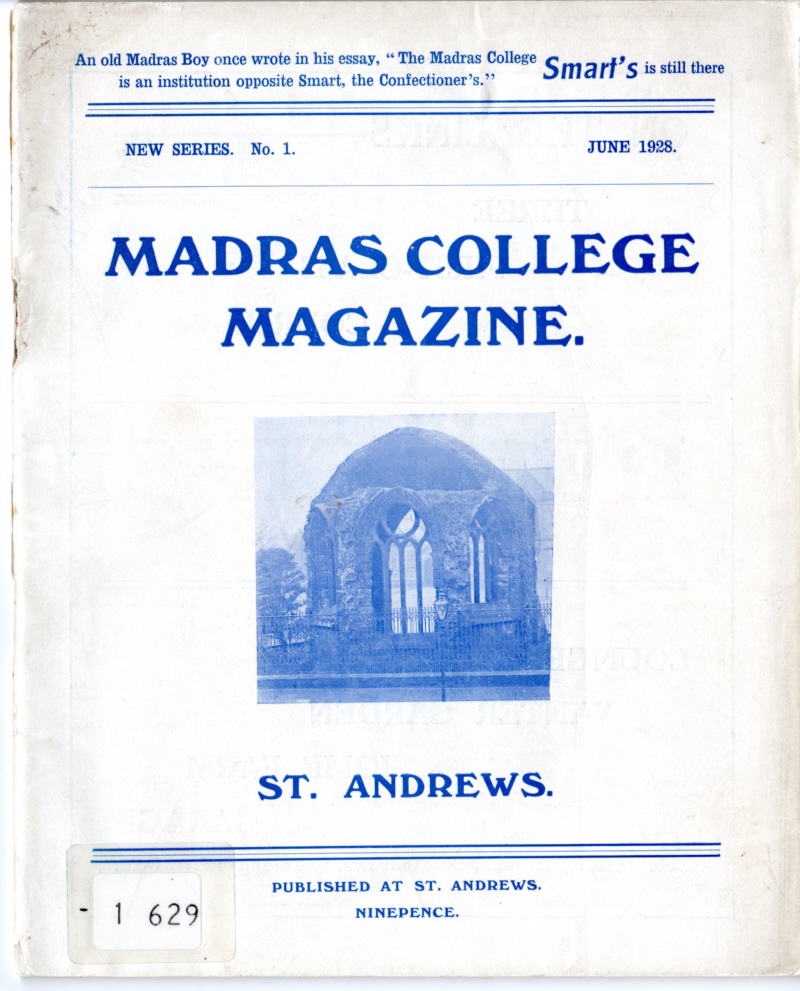 An old Madras Boy once wrote in his essay, “ The Madras College
is an institution opposite Smart, the Confectioner's.”
Smart's is still there
NEW SERIES. No. 1.
JUNE 1928.
MADRAS COLLEGE
MAGAZINE.
ST. ANDREWS.
PUBLISHED AT ST. ANDREWS.
NINEPENCE.
- 1 629